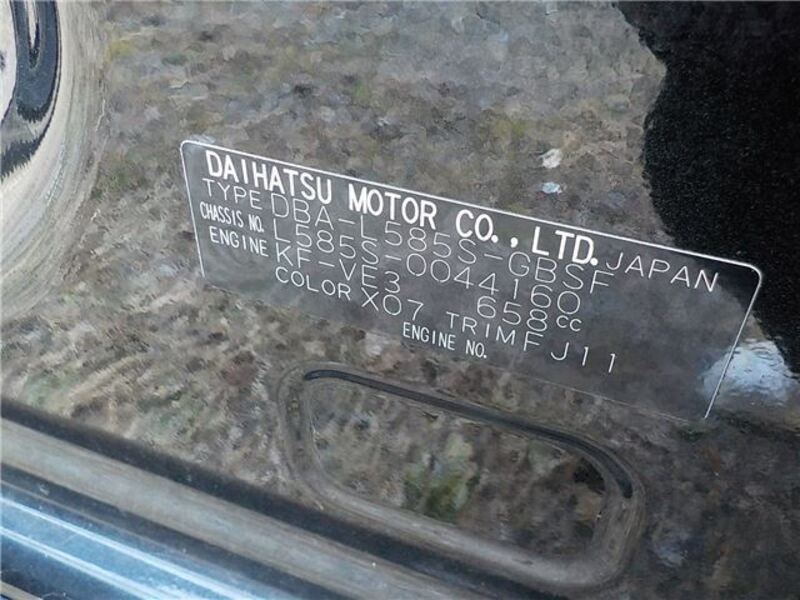 DAIHATSU MOTOR CO., LTD. JAPAN
TYPE DBA-L585S-GBSF
CHASSIS NO. L585S-0044160
ENGINE KF-VE3 658cc
COLOR X07 TRIM FJ11
ENGINE NO.